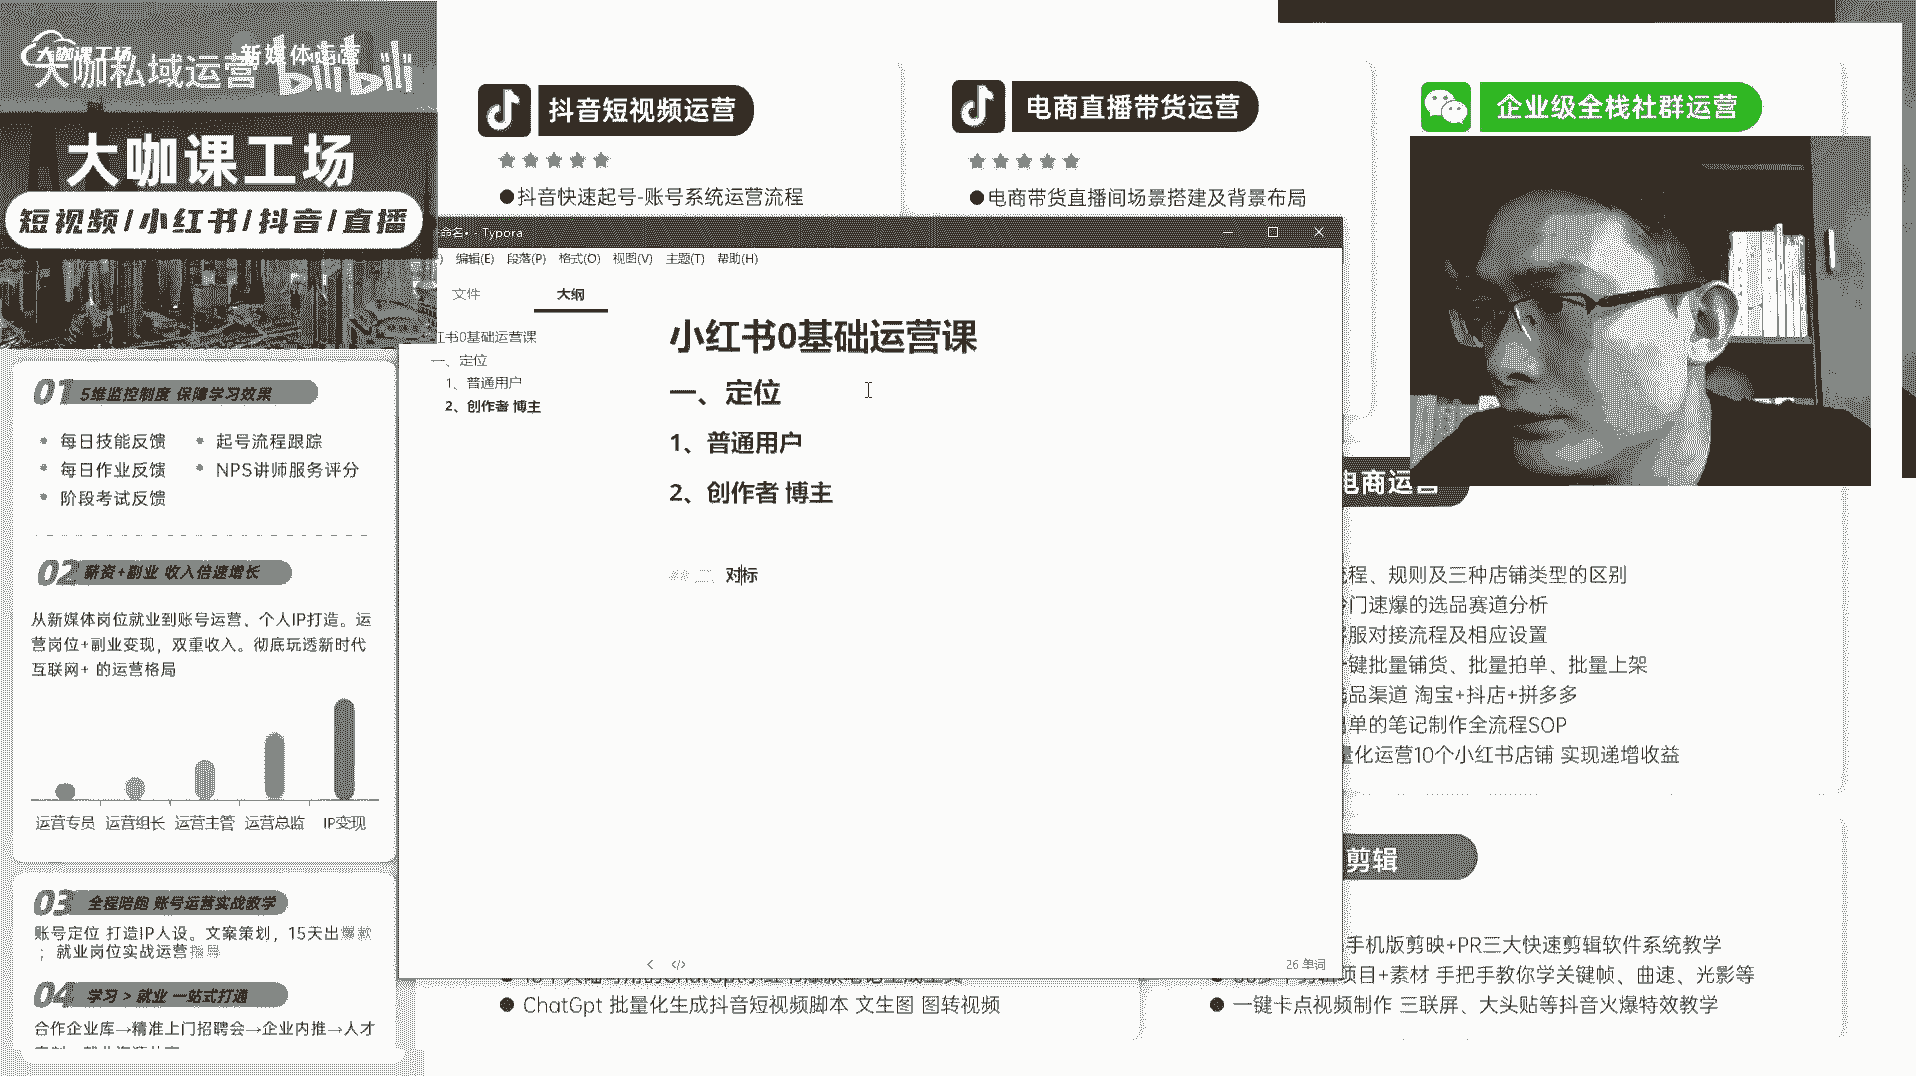 大咖课工场
新媒体运营
大咖私域运营 bilibili
大咖课工场
短视频/小红书/抖音/直播
01 5维监控制度 保障学习效果
每日技能反馈
起号流程跟踪
每日作业反馈
NPS讲师服务评分
阶段考试反馈
02 薪资+副业 收入倍速增长
从新媒体岗位就业到账号运营、个人IP打造。运
营岗位+副业变现，双重收入。彻底玩透新时代
互联网+ 的运营格局
运营专员 运营组长 运营主管 运营总监 IP变现
03 全程陪跑 账号运营实战教学
账号定位 打造IP人设。文案策划，15天出爆款
；就业岗位实战运营指导
04 学习 > 就业 一站式打通
合作企业库→精准上门招聘会→企业内推→人才
抖音短视频运营
●抖音快速起号-账号系统运营流程
电商直播带货运营
●电商带货直播间场景搭建及背景布局
企业级全栈社群运营
命名• - Typora
编辑(E) 段落(P) 格式(O) 视图(V) 主题(T) 帮助(H)
文件 大纲
红书0基础运营课
一、定位
1、普通用户
2、创作者 博主
小红书0基础运营课
一、定位
1、普通用户
2、创作者 博主
## 二、对标
26 单词
电商运营
流程、规则及三种店铺类型的区别
冷门速爆的选品赛道分析
客服对接流程及相应设置
一键批量铺货、批量拍单、批量上架
选品渠道 淘宝+抖店+拼多多
出单的笔记制作全流程SOP
量化运营10个小红书店铺 实现递增收益
剪辑
手机版剪映+PR三大快速剪辑软件系统教学
项目+素材 手把手教你学关键帧、曲速、光影等
●一键卡点视频制作 三联屏、大头贴等抖音火爆特效教学
●ChatGpt 批量化生成抖音短视频脚本 文生图 图转视频